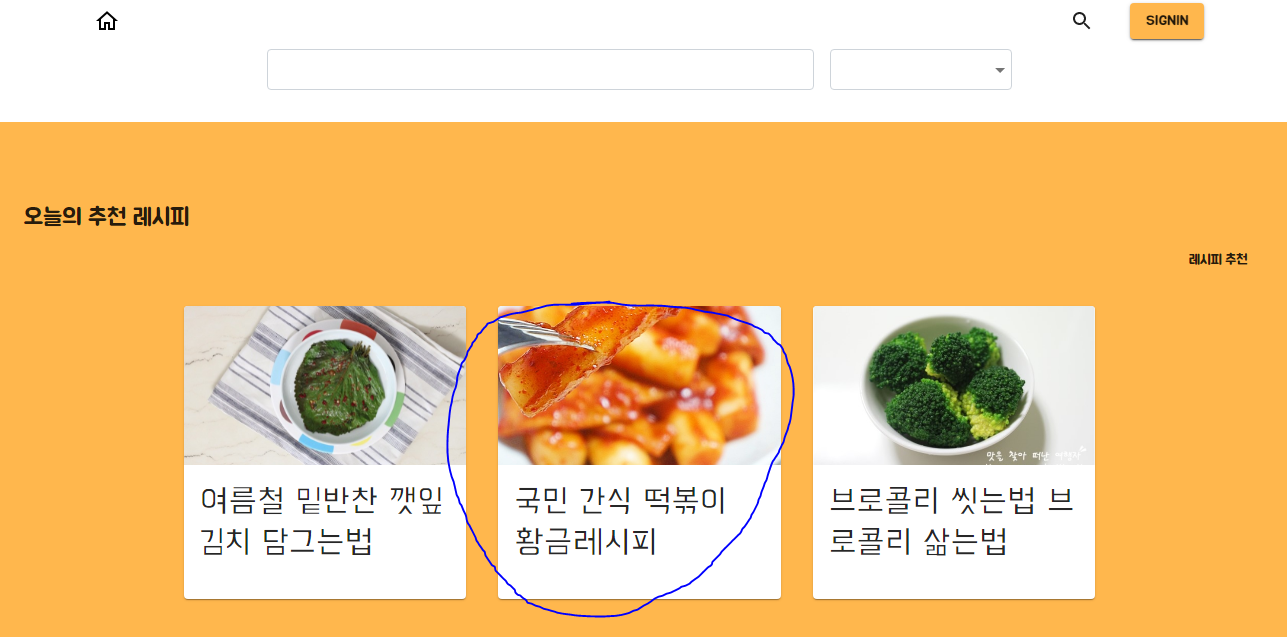 SIGNIN
오늘의 추천 레시피
레시피 추천
맛을 찾아 떠난 여행자
여름철 밑반찬 깻잎
김치 담그는법
국민 간식 떡볶이
황금레시피
브로콜리 씻는법 브
로콜리 삶는법